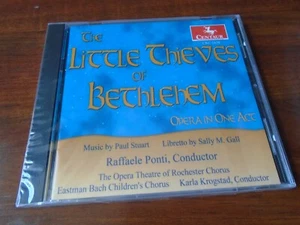 CENTAUR
The
Little Thieves
of
Bethlehem
Opera in One Act
Music by Paul Stuart Libretto by Sally M. Gall
Raffaele Ponti, Conductor
The Opera Theatre of Rochester Chorus
Eastman Bach Children's Chorus Karla Krogstad, Conductor